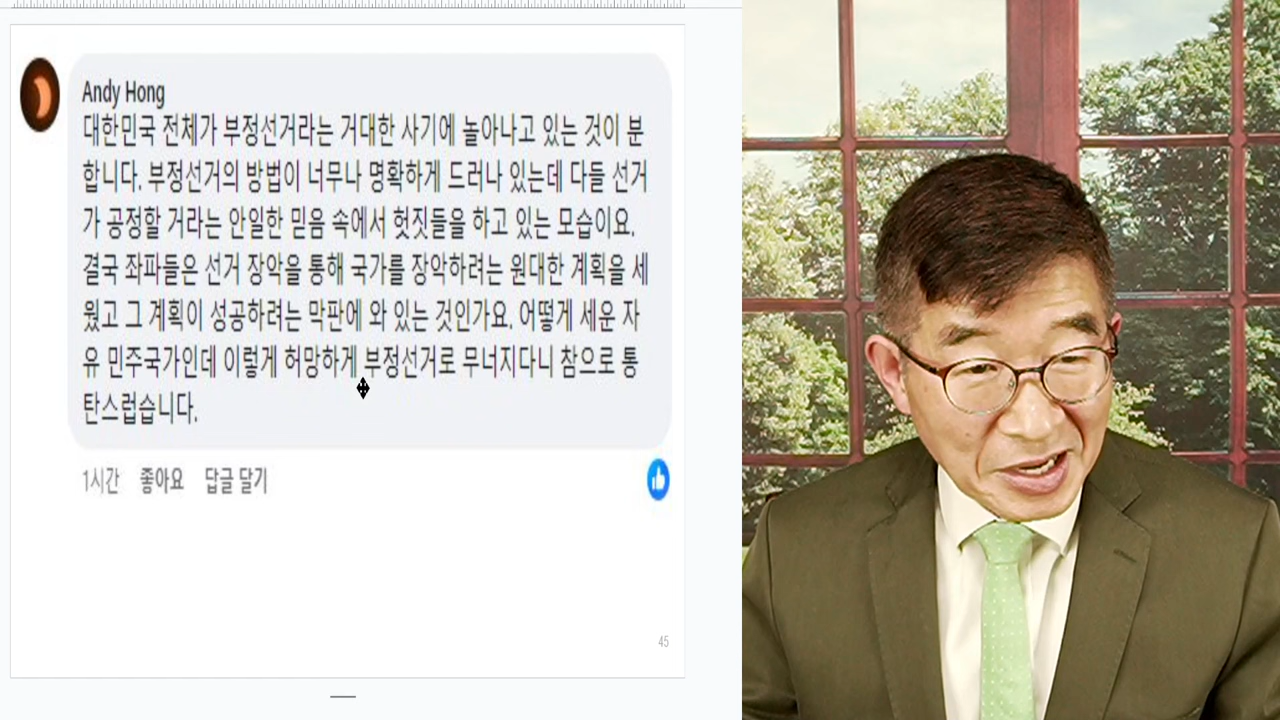 Andy Hong
대한민국 전체가 부정선거라는 거대한 사기에 놀아나고 있는 것이 분
합니다. 부정선거의 방법이 너무나 명확하게 드러나 있는데 다들 선거
가 공정할 거라는 안일한 믿음 속에서 헛짓들을 하고 있는 모습이요.
결국 좌파들은 선거 장악을 통해 국가를 장악하려는 원대한 계획을 세
웠고 그 계획이 성공하려는 막판에 와 있는 것인가요. 어떻게 세운 자
유 민주국가인데 이렇게 허망하게 부정선거로 무너지다니 참으로 통
탄스럽습니다.
1시간 좋아요 답글 달기
45